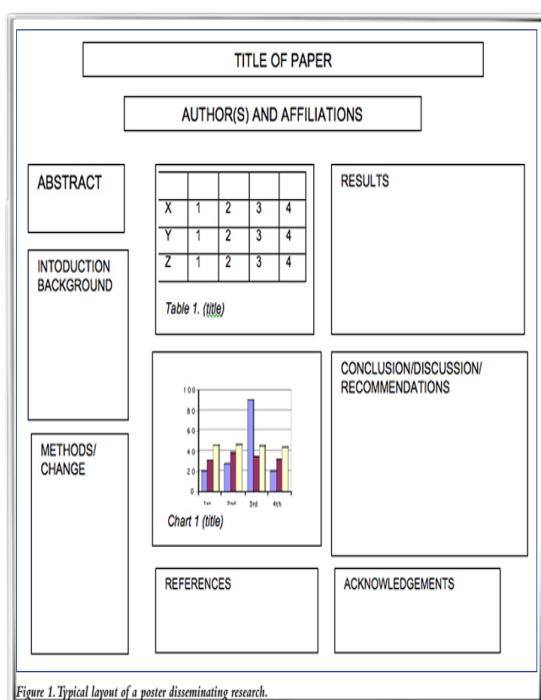 TITLE OF PAPER
AUTHOR(S) AND AFFILIATIONS
ABSTRACT
INTODUCTION
BACKGROUND
METHODS/
CHANGE
X 1 2 3 4
Y 1 2 3 4
Z 1 2 3 4
Table 1. (title)
100
80
60
40
20
0
1st 2nd 3rd 4th
Chart 1 (title)
REFERENCES
RESULTS
CONCLUSION/DISCUSSION/
RECOMMENDATIONS
ACKNOWLEDGEMENTS
Figure 1. Typical layout of a poster disseminating research.